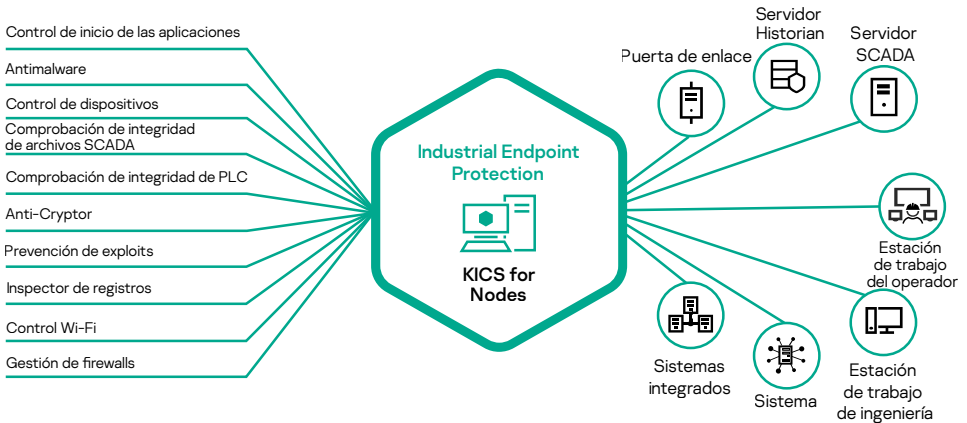 Control de inicio de las aplicaciones
Antimalware
Control de dispositivos
Comprobación de integridad
de archivos SCADA
Comprobación de integridad de PLC
Anti-Cryptor
Prevención de exploits
Inspector de registros
Control Wi-Fi
Gestión de firewalls
Industrial Endpoint
Protection
KICS for
Nodes
Puerta de enlace
Servidor
Historian
Servidor
SCADA
Estación
de trabajo
del operador
Estación
de trabajo
de ingeniería
Sistema
Sistemas
integrados